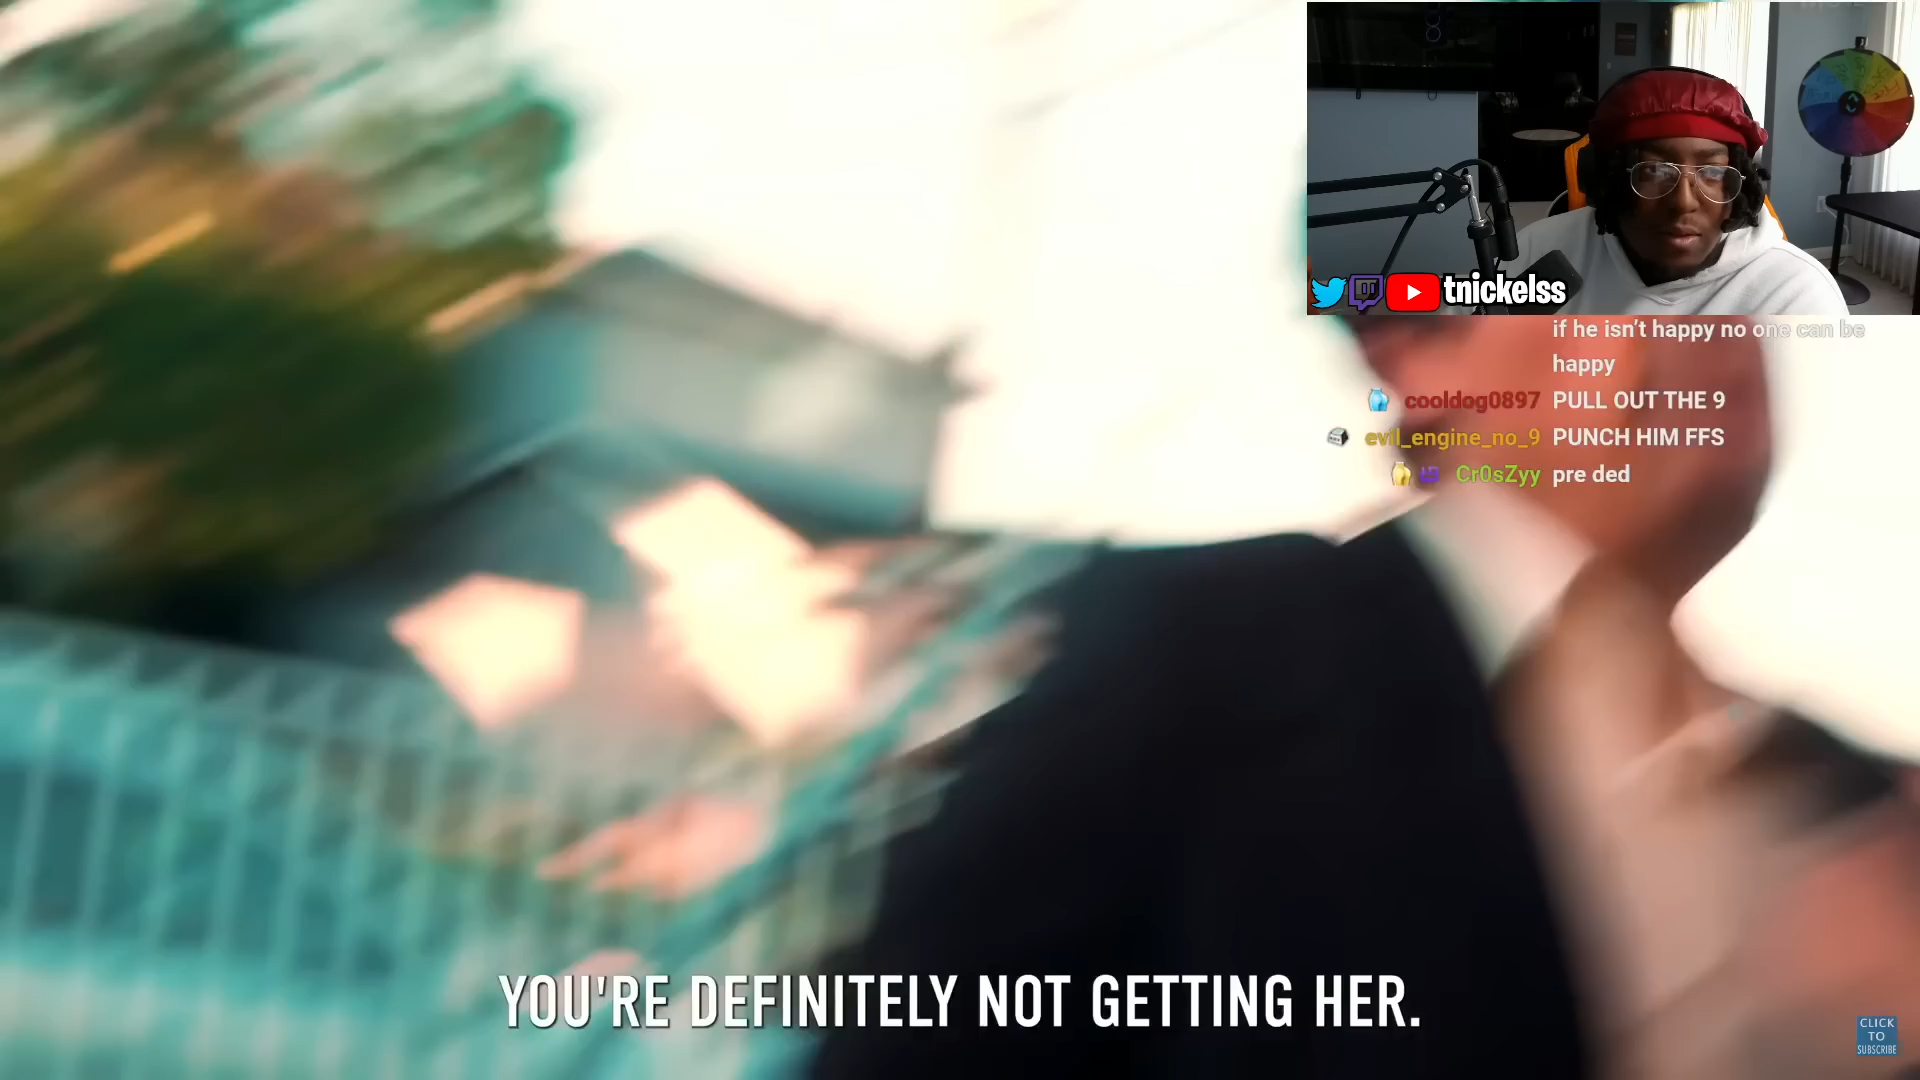 tnickelss
if he isn't happy no one can be
happy
cooldog0897 PULL OUT THE 9
evil_engine_no_9 PUNCH HIM FFS
Cr0sZyy pre ded
YOU'RE DEFINITELY NOT GETTING HER.
CLICK
TO
SUBSCRIBE